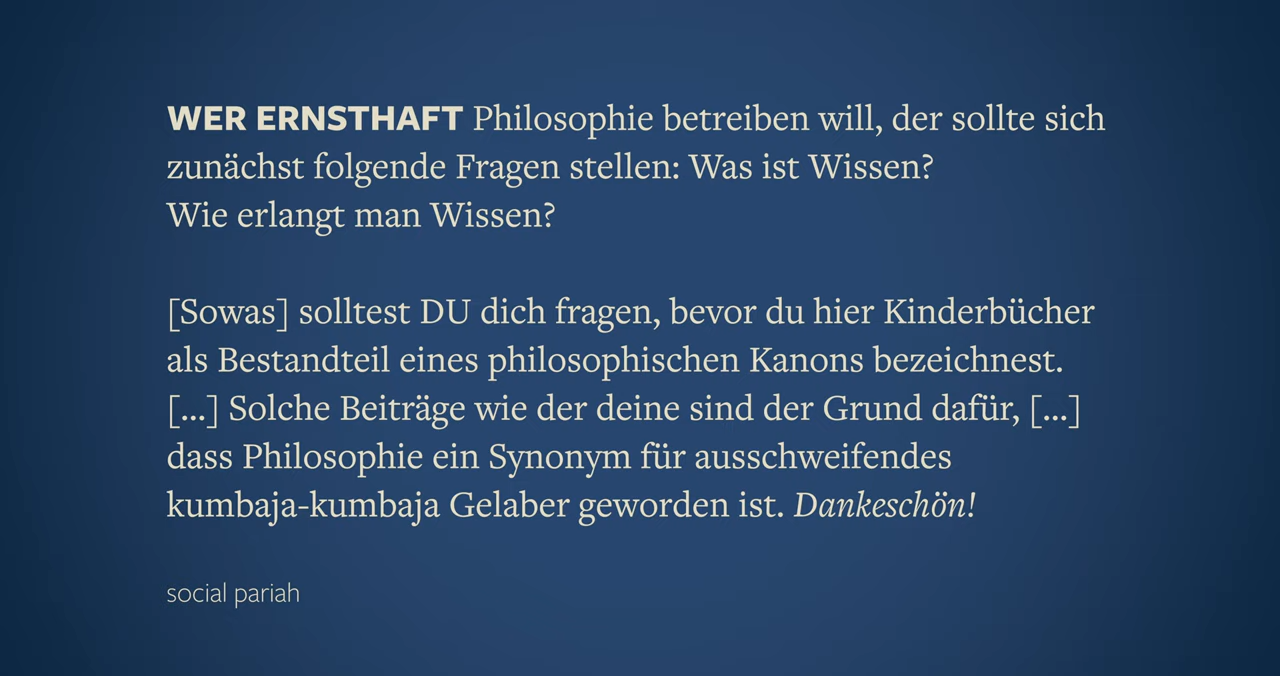 WER ERNSTHAFT Philosophie betreiben will, der sollte sich
zunächst folgende Fragen stellen: Was ist Wissen?
Wie erlangt man Wissen?
[Sowas] solltest DU dich fragen, bevor du hier Kinderbücher
als Bestandteil eines philosophischen Kanons bezeichnest.
[...] Solche Beiträge wie der deine sind der Grund dafür, [...]
dass Philosophie ein Synonym für ausschweifendes
kumbaja-kumbaja Gelaber geworden ist. Dankeschön!
social pariah